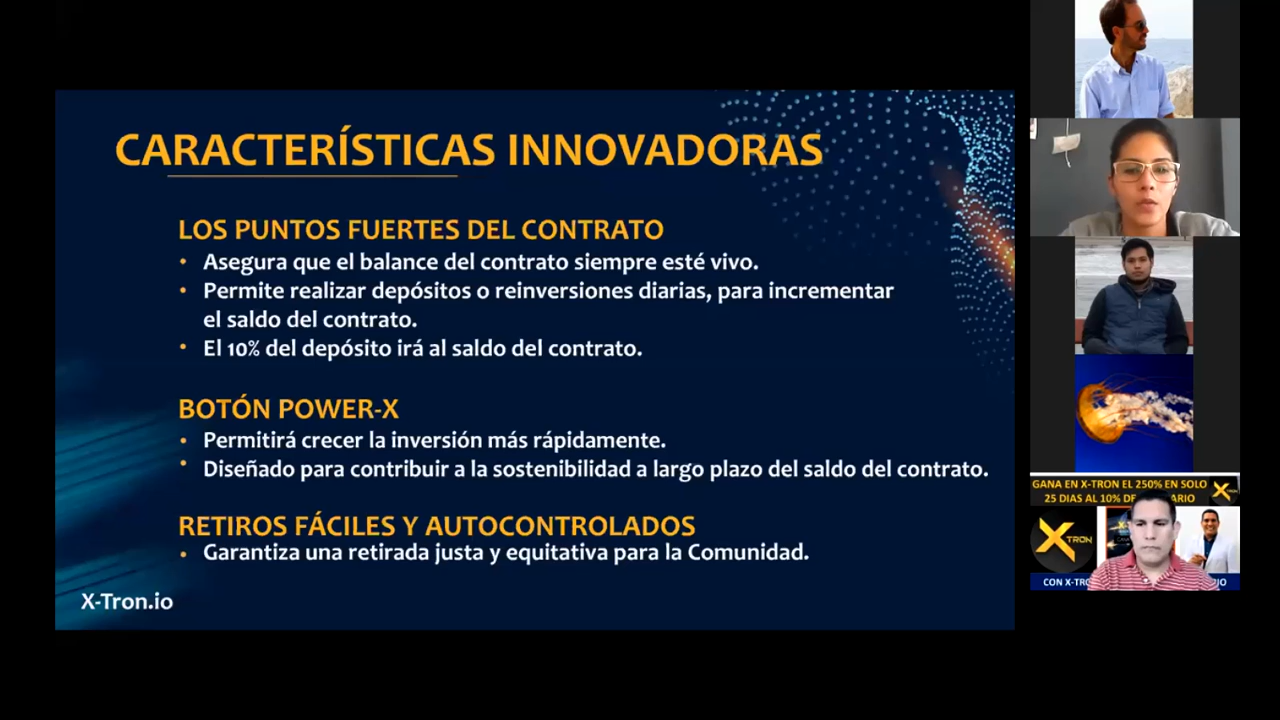 CARACTERÍSTICAS INNOVADORAS
LOS PUNTOS FUERTES DEL CONTRATO
• Asegura que el balance del contrato siempre esté vivo.
• Permite realizar depósitos o reinversiones diarias, para incrementar
el saldo del contrato.
• El 10% del depósito irá al saldo del contrato.
BOTÓN POWER-X
• Permitirá crecer la inversión más rápidamente.
• Diseñado para contribuir a la sostenibilidad a largo plazo del saldo del contrato.
RETIROS FÁCILES Y AUTOCONTROLADOS
• Garantiza una retirada justa y equitativa para la Comunidad.
X-Tron.io
GANA EN X-TRON EL 250% EN SOLO
25 DIAS AL 10% DE
X TRON
CON